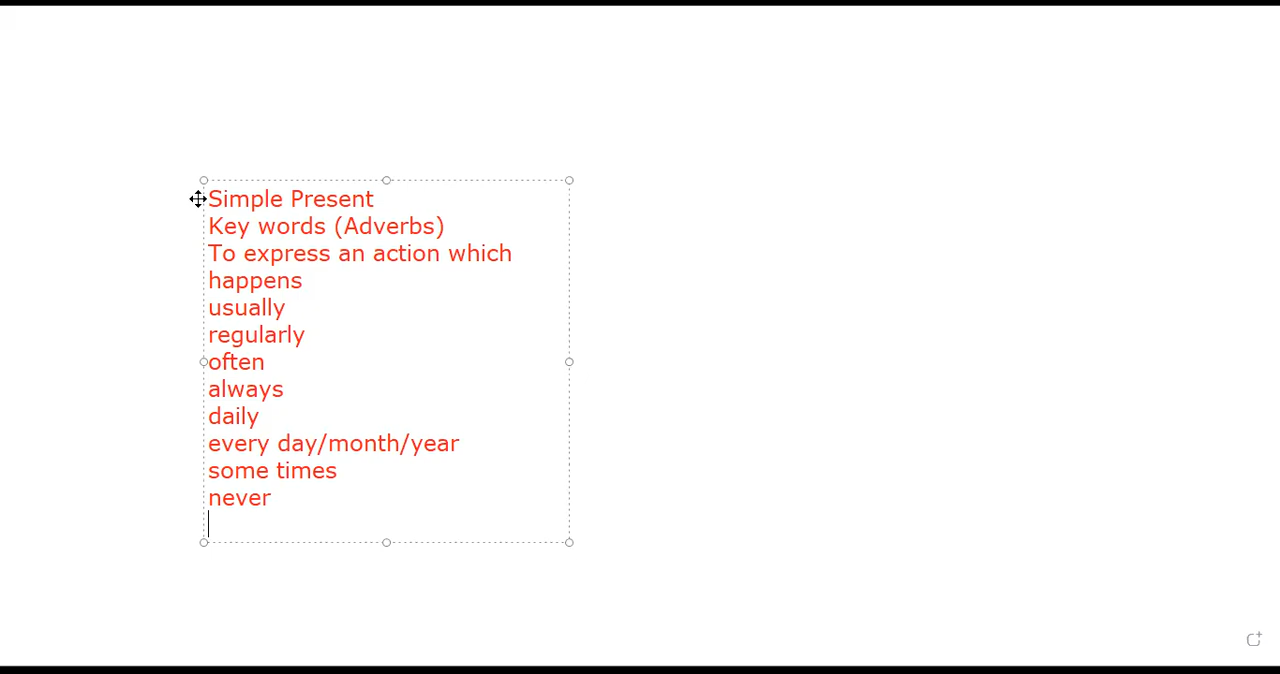 Simple Present
Key words (Adverbs)
To express an action which
happens
usually
regularly
often
always
daily
every day/month/year
some times
never